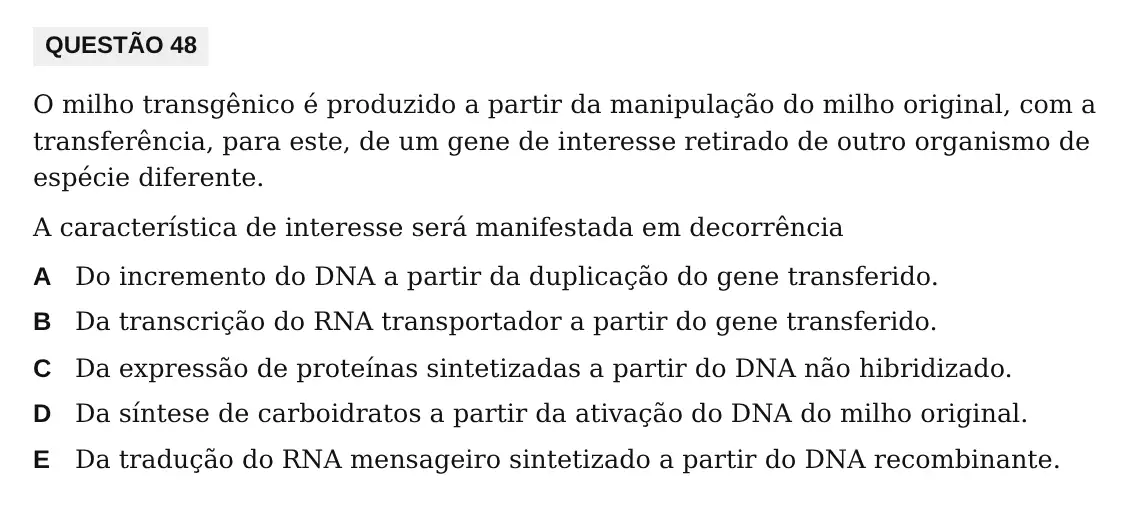 QUESTÃO 48
O milho transgênico é produzido a partir da manipulação do milho original, com a
transferência, para este, de um gene de interesse retirado de outro organismo de
espécie diferente.
A característica de interesse será manifestada em decorrência
A Do incremento do DNA a partir da duplicação do gene transferido.
B Da transcrição do RNA transportador a partir do gene transferido.
C Da expressão de proteínas sintetizadas a partir do DNA não hibridizado.
D Da síntese de carboidratos a partir da ativação do DNA do milho original.
E Da tradução do RNA mensageiro sintetizado a partir do DNA recombinante.